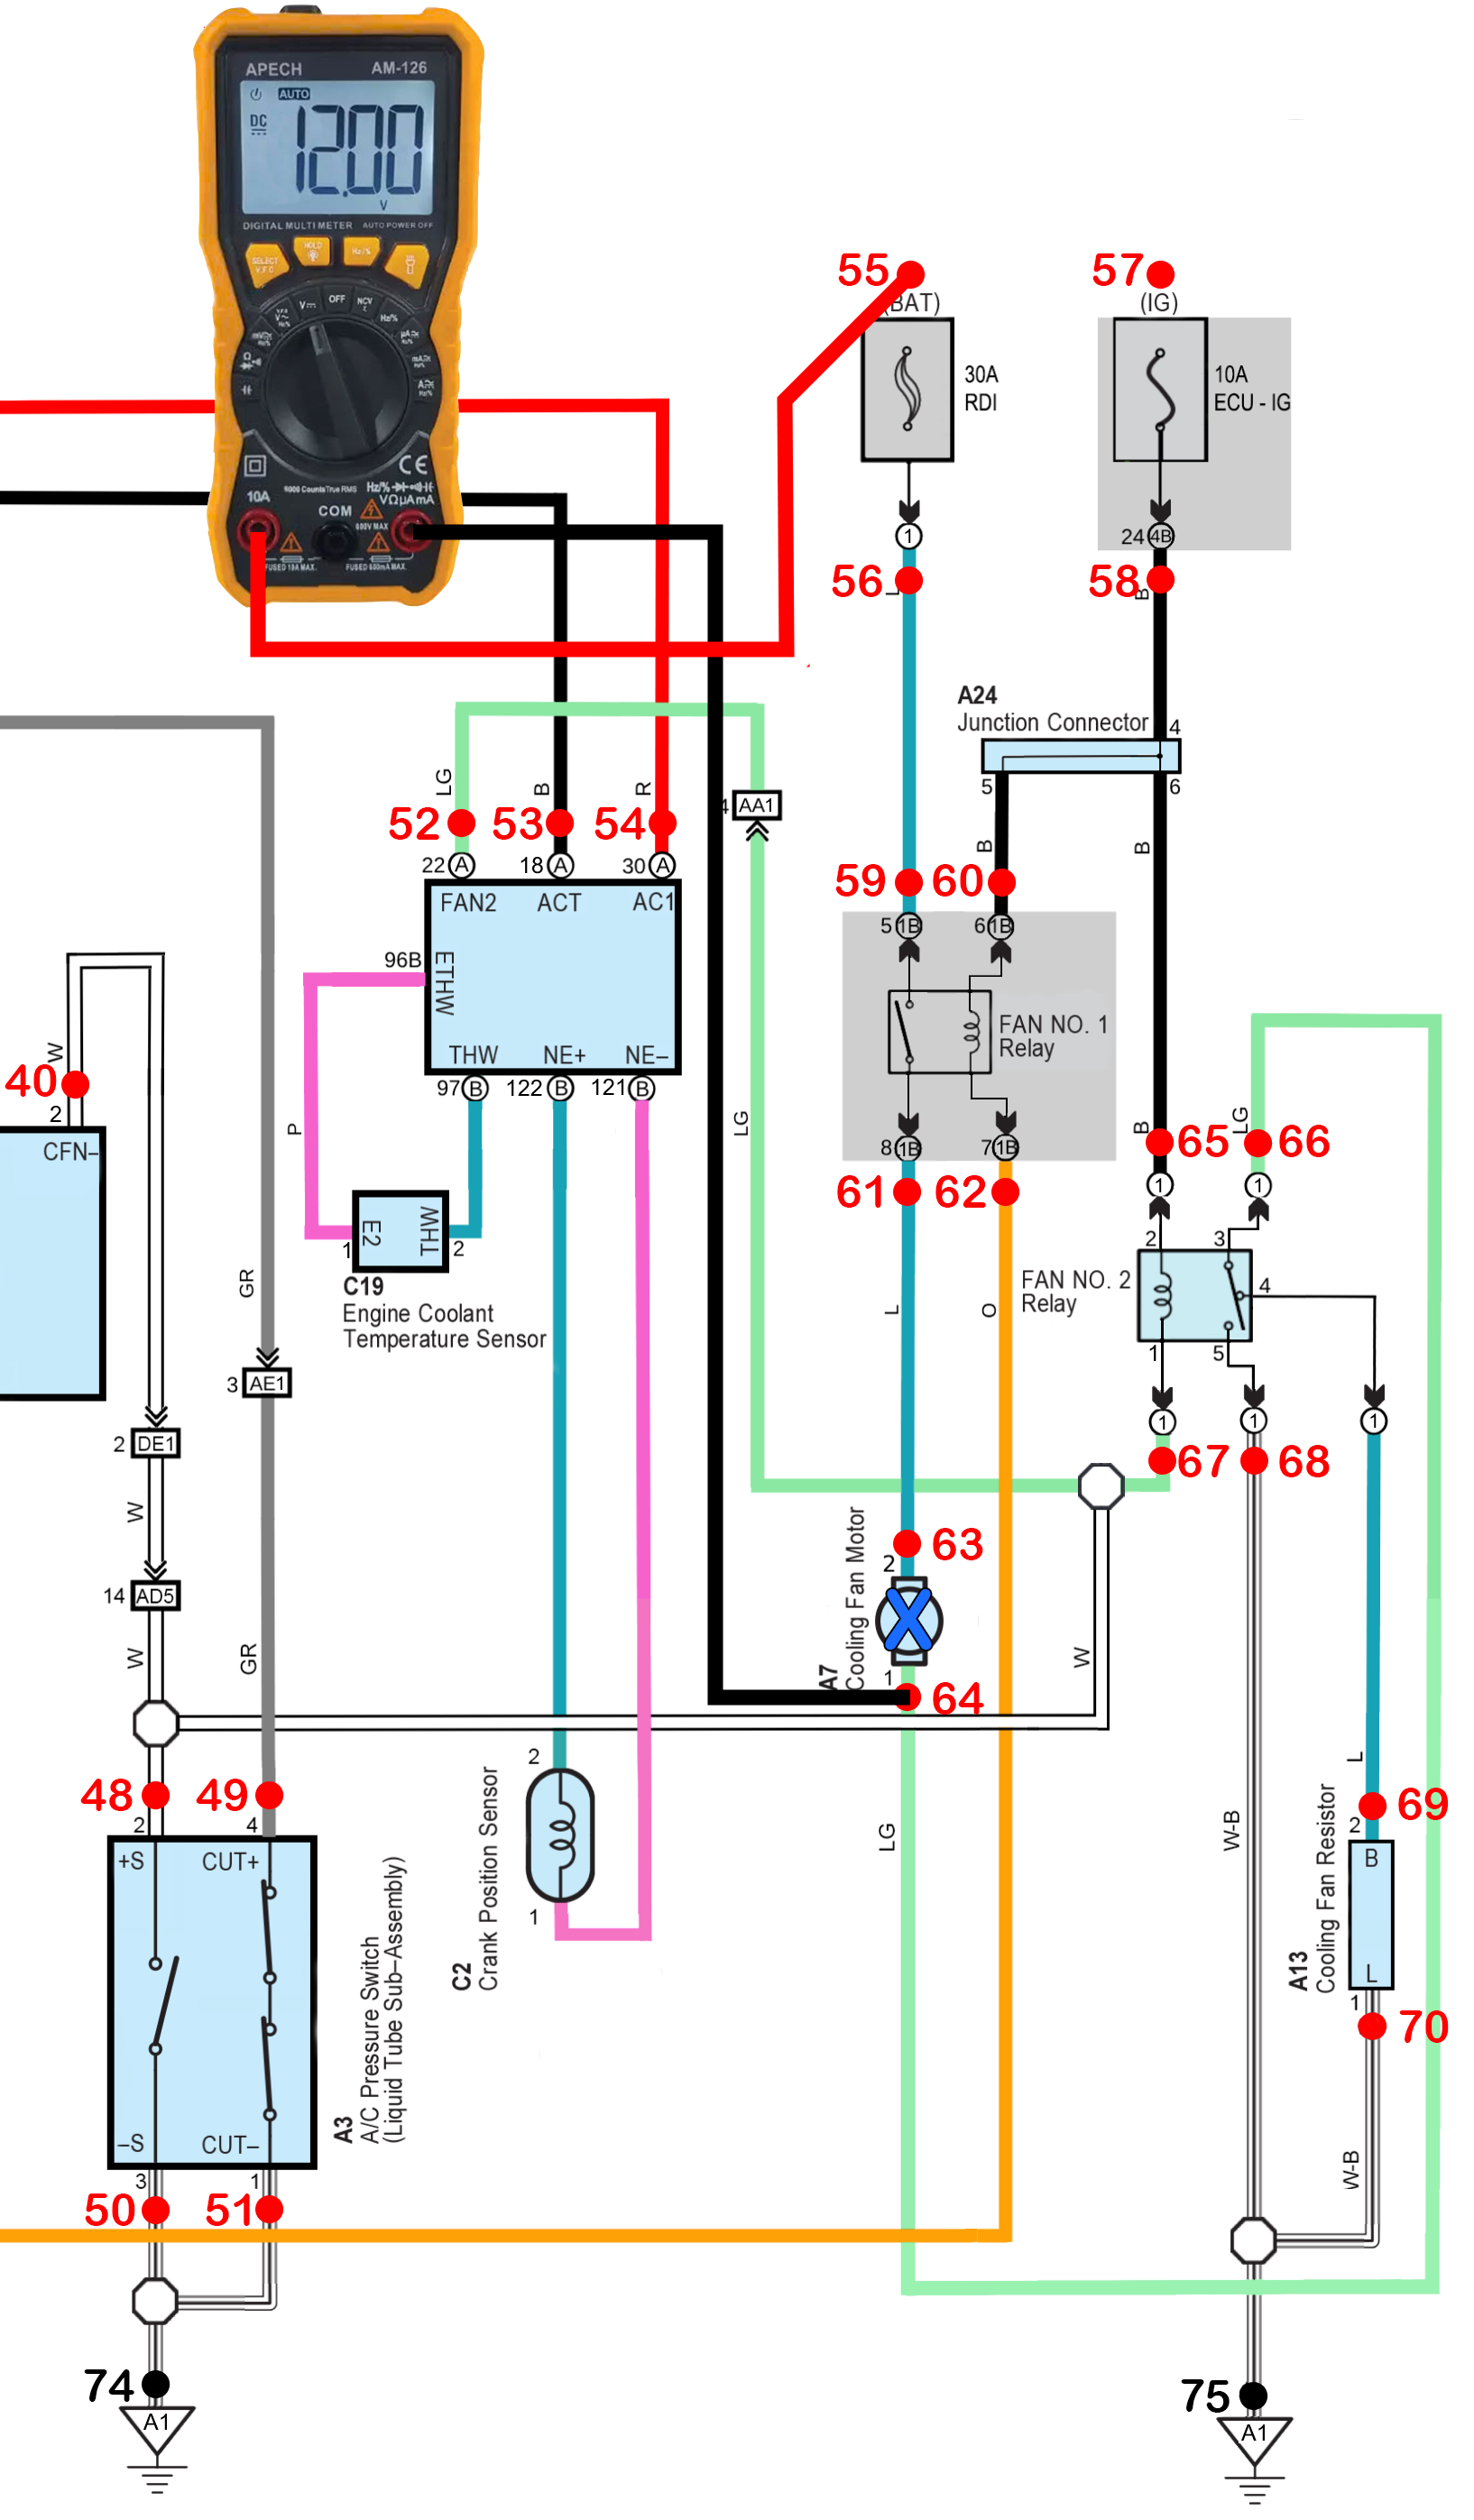 APECH AM-126
AUTO
DC
12.00
V
DIGITAL MULTIMETER AUTO POWER OFF
SELECT
V.F.C
HOLD
Hz/%
OFF
NCV
V
Hz/%
10A
6000 Counts True RMS
COM
CE
Hz/%
VΩµAmA
600V MAX
FUSED 10A MAX.
FUSED 600mA MAX.
55
(BAT)
57
(IG)
30A
RDI
10A
ECU - IG
1
24 4B
56
L
58
B
A24
Junction Connector
4
5
6
LG
B
R
4 AA1
52
53
54
22 A
18 A
30 A
FAN2
ACT
AC1
96B
ETHW
THW
NE+
NE–
97 B
122 B
121 B
B
B
59
60
5 1B
6 1B
FAN NO. 1
Relay
8 1B
7 1B
61
62
W
40
2
CFN–
P
LG
E2
THW
1
2
C19
Engine Coolant
Temperature Sensor
GR
3 AE1
B
LG
65
66
1
1
2
3
FAN NO. 2
Relay
4
1
5
1
1
1
L
O
67
68
2 DE1
W
14 AD5
W
GR
63
2
A7
Cooling Fan Motor
X
1
64
W
48
49
2
4
+S
CUT+
–S
CUT–
3
1
50
51
A3
A/C Pressure Switch
(Liquid Tube Sub–Assembly)
2
1
C2
Crank Position Sensor
LG
W-B
L
69
2
B
L
1
A13
Cooling Fan Resistor
70
W-B
74
A1
75
A1